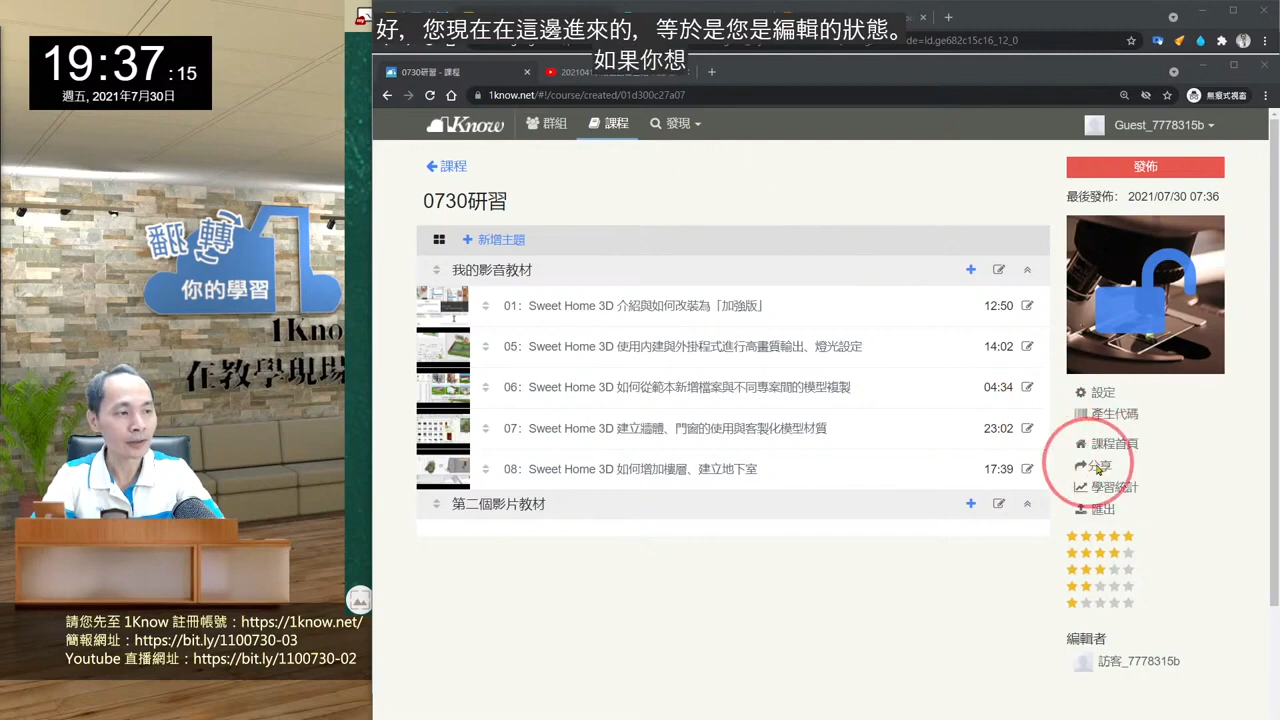 好, 您現在在這邊進來的, 等於是您是編輯的狀態。
如果你想
19:37:15
週五, 2021年7月30日
de=id.ge682c15c16_12_0
0730研習 - 課程
1know.net/#!/course/created/01d300c27a07
無痕式視窗
1Know
群組
課程
發現
Guest_7778315b
課程
0730研習
新增主題
我的影音教材
01：Sweet Home 3D 介紹與如何改裝為「加強版」
12:50
05：Sweet Home 3D 使用內建與外掛程式進行高畫質輸出、燈光設定
14:02
06：Sweet Home 3D 如何從範本新增檔案與不同專案間的模型複製
04:34
07：Sweet Home 3D 建立牆體、門窗的使用與客製化模型材質
23:02
08：Sweet Home 3D 如何增加樓層、建立地下室
17:39
第二個影片教材
發佈
最後發佈： 2021/07/30 07:36
設定
產生代碼
課程首頁
分享
學習統計
匯出
編輯者
訪客_7778315b
翻轉
你的學習
1Kno
在教學現場
請您先至 1Know 註冊帳號：https://1know.net/
簡報網址：https://bit.ly/1100730-03
Youtube 直播網址：https://bit.ly/1100730-02